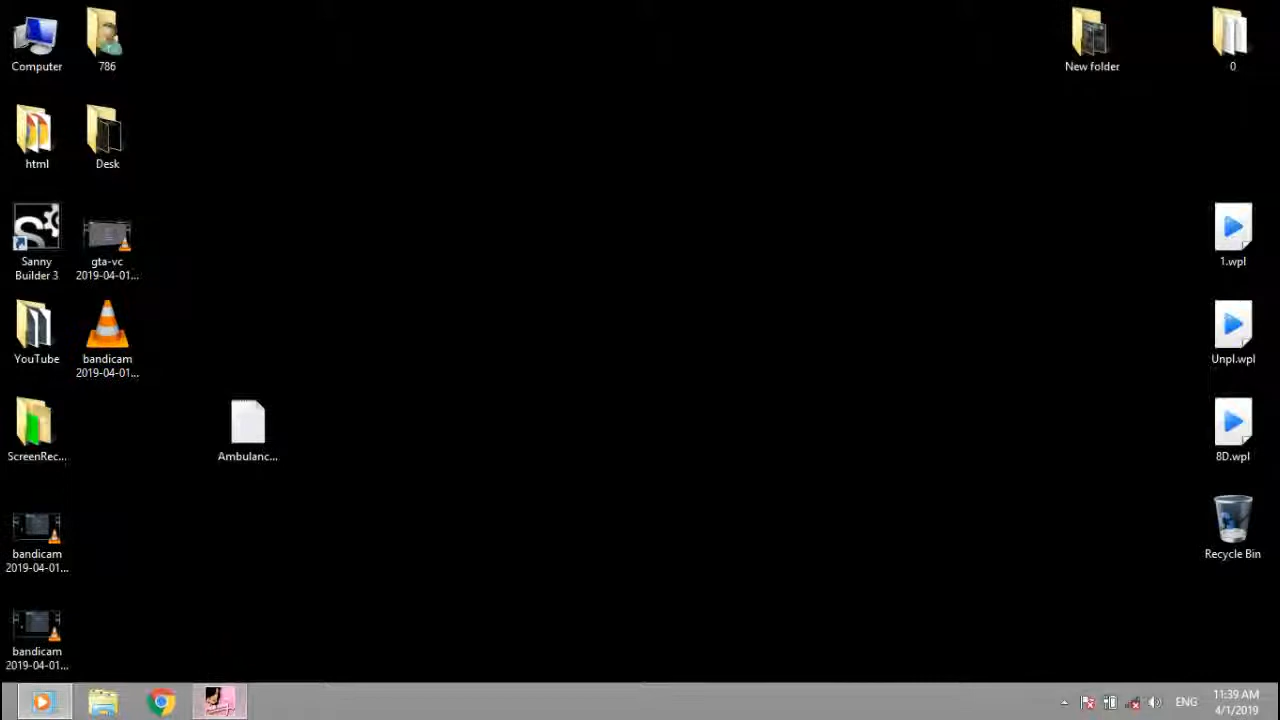 Computer
786
New folder
0
html
Desk
Sanny
Builder 3
gta-vc
2019-04-01...
1.wpl
YouTube
bandicam
2019-04-01...
Unpl.wpl
ScreenRec...
Ambulanc...
8D.wpl
bandicam
2019-04-01...
Recycle Bin
bandicam
2019-04-01...
ENG
11:39 AM
4/1/2019